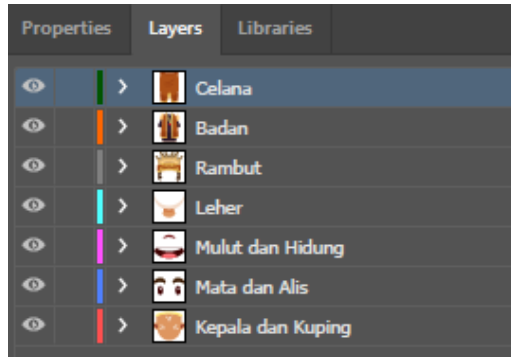 Properties Layers Libraries
Celana
Badan
Rambut
Leher
Mulut dan Hidung
Mata dan Alis
Kepala dan Kuping